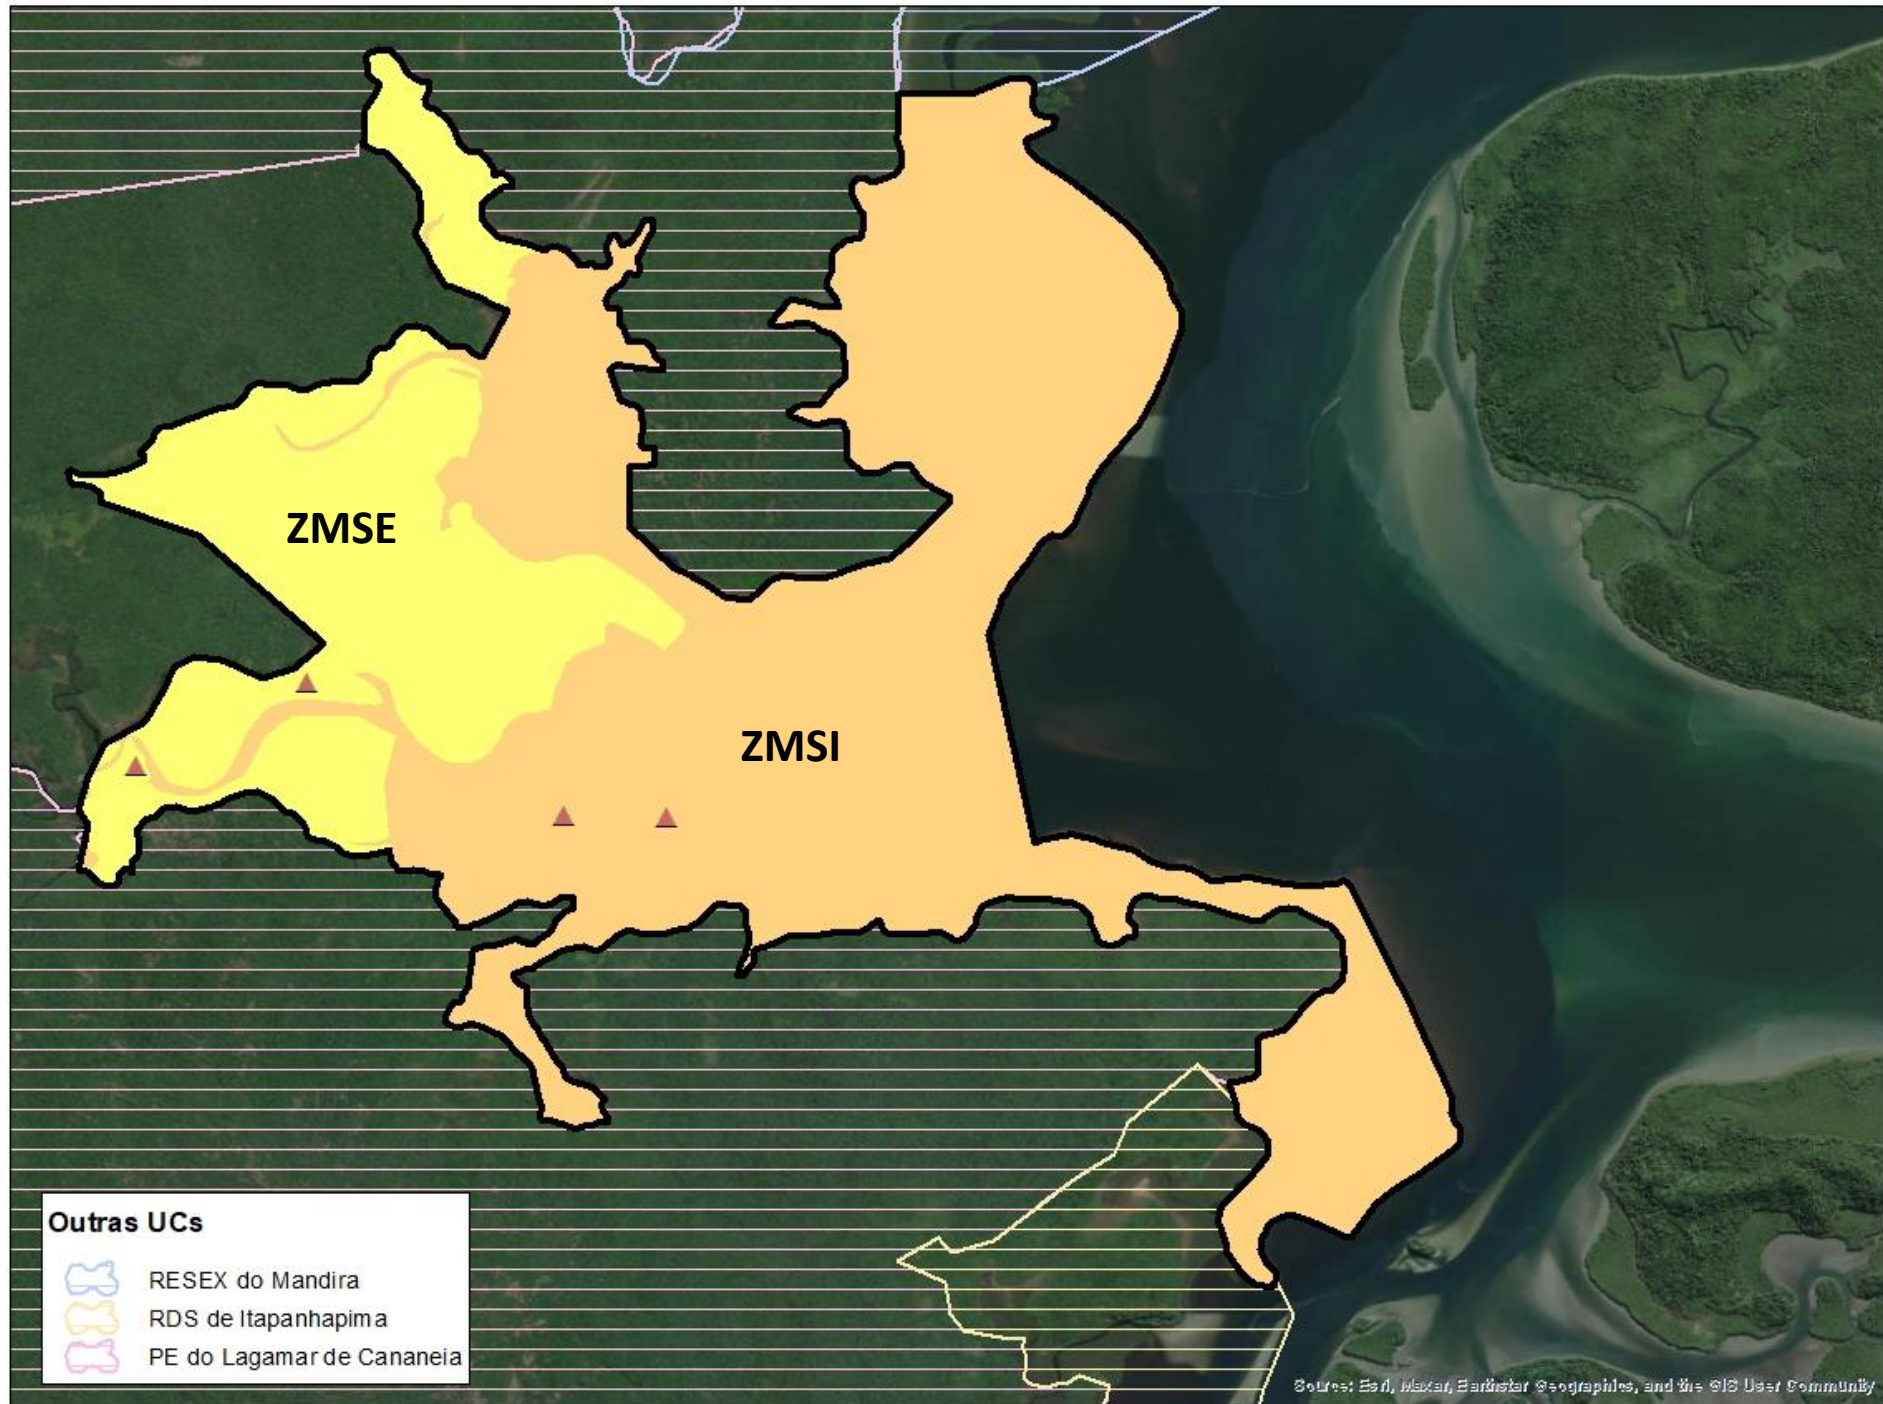 ZMSE
ZMSI
Outras UCs
RESEX do Mandira
RDS de Itapanhapima
PE do Lagamar de Cananeia
Source: Esri, Maxar, Earthstar Geographics, and the GIS User Community